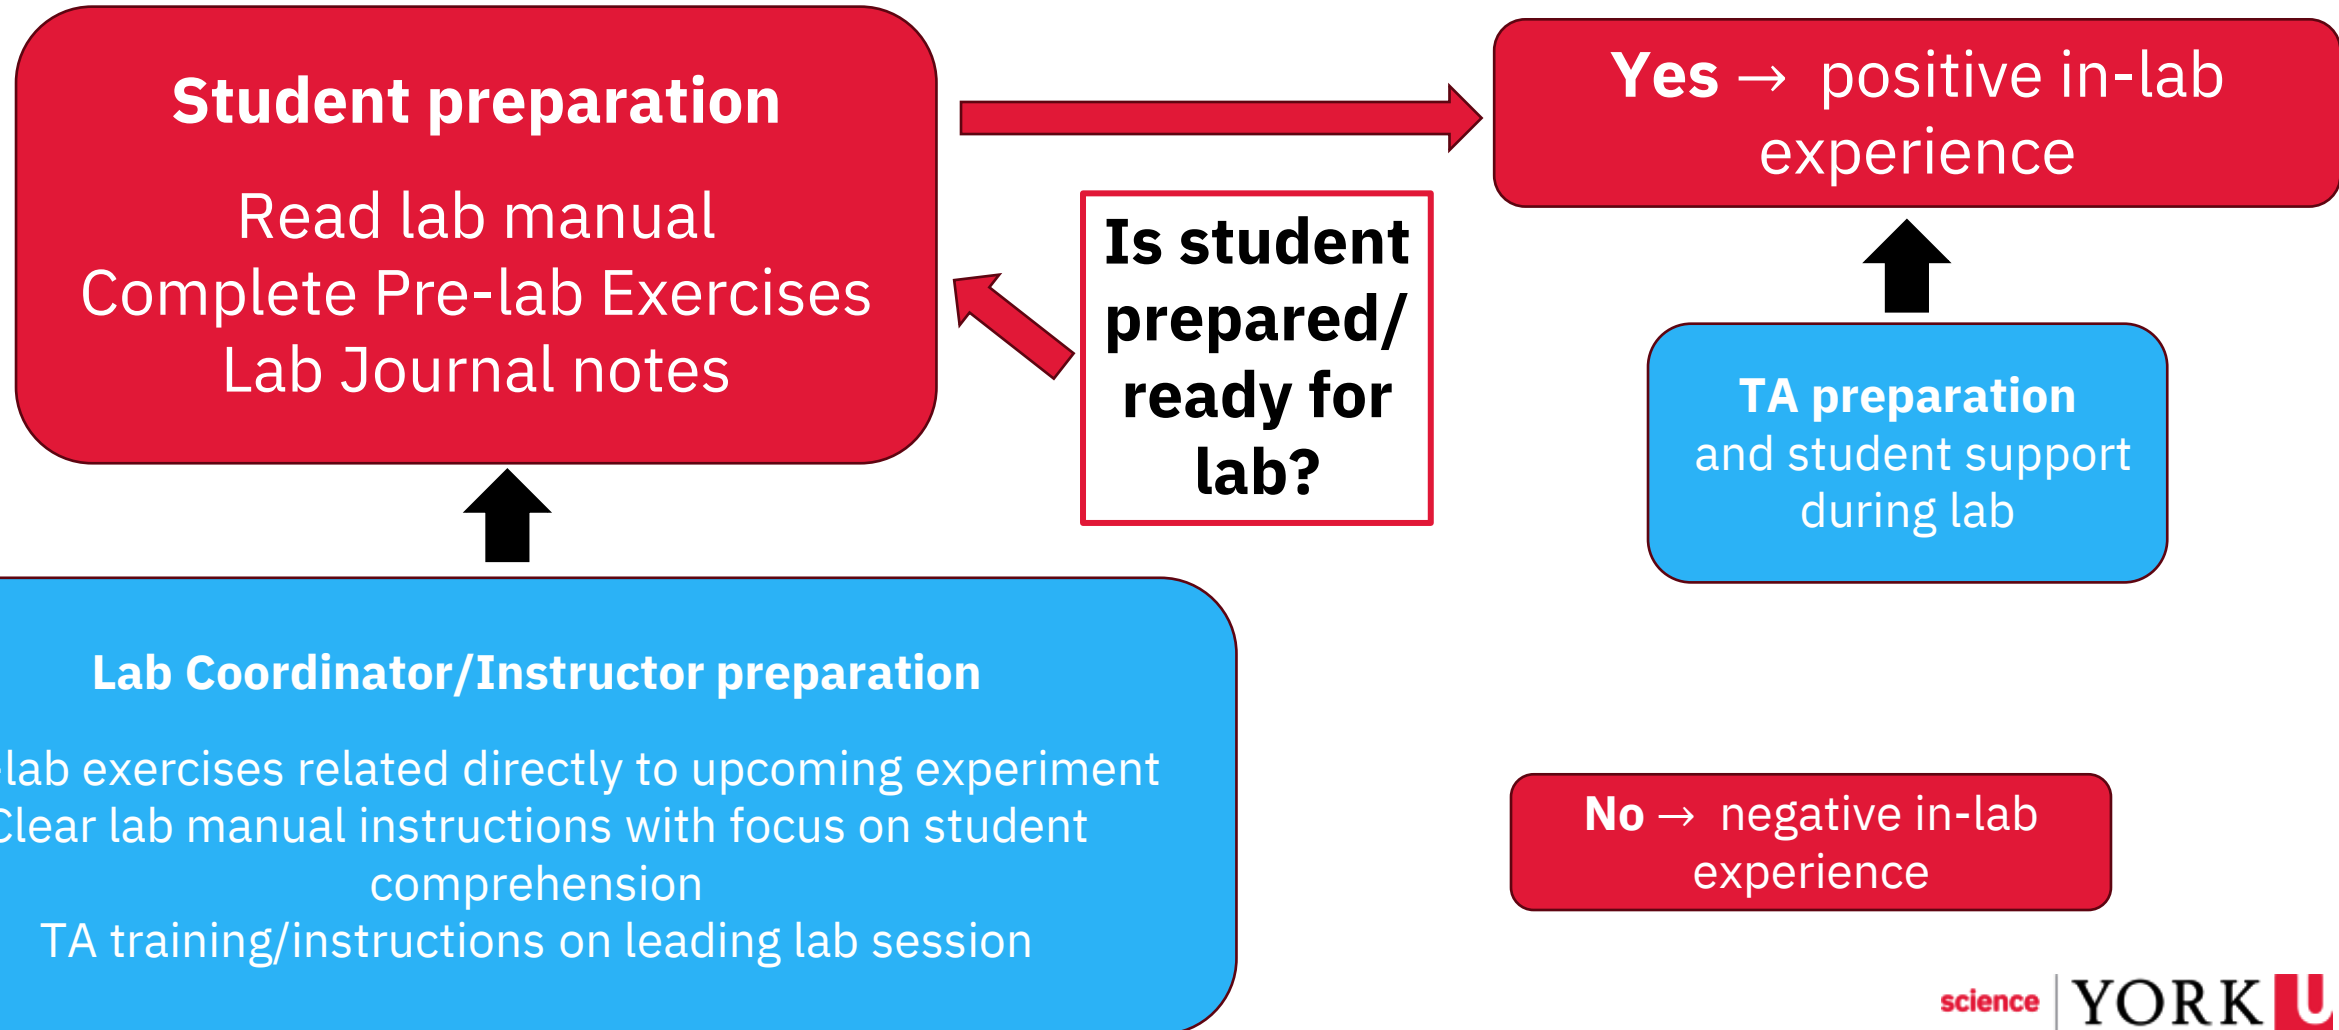 Student preparation
Read lab manual
Complete Pre-lab Exercises
Lab Journal notes
Yes → positive in-lab
experience
Is student
prepared/
ready for
lab?
TA preparation
and student support
during lab
Lab Coordinator/Instructor preparation
-lab exercises related directly to upcoming experiment
Clear lab manual instructions with focus on student
comprehension
TA training/instructions on leading lab session
No → negative in-lab
experience
science | YORK U